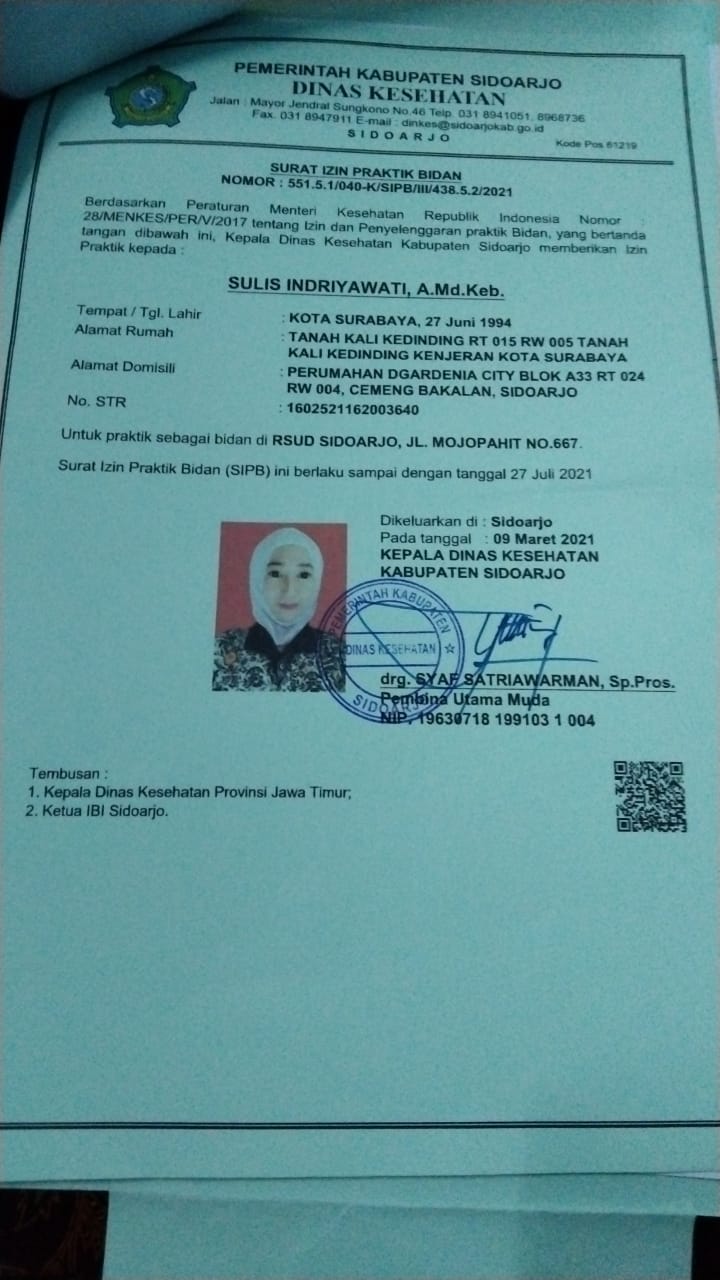 PEMERINTAH KABUPATEN SIDOARJO
DINAS KESEHATAN
Jalan : Mayor Jendral Sungkono No.46 Telp. 031 8941051, 8968736
Fax. 031 8947911 E-mail : dinkes@sidoarjokab.go.id
S I D O A R J O
Kode Pos 61219
SURAT IZIN PRAKTIK BIDAN
NOMOR : 551.5.1/040-K/SIPB/III/438.5.2/2021
Berdasarkan Peraturan Menteri Kesehatan Republik Indonesia Nomor :
28/MENKES/PER/V/2017 tentang Izin dan Penyelenggaran praktik Bidan, yang bertanda
tangan dibawah ini, Kepala Dinas Kesehatan Kabupaten Sidoarjo memberikan Izin
Praktik kepada :
SULIS INDRIYAWATI, A.Md.Keb.
Tempat / Tgl. Lahir : KOTA SURABAYA, 27 Juni 1994
Alamat Rumah : TANAH KALI KEDINDING RT 015 RW 005 TANAH
KALI KEDINDING KENJERAN KOTA SURABAYA
Alamat Domisili : PERUMAHAN DGARDENIA CITY BLOK A33 RT 024
RW 004, CEMENG BAKALAN, SIDOARJO
No. STR : 1602521162003640
Untuk praktik sebagai bidan di RSUD SIDOARJO, JL. MOJOPAHIT NO.667.
Surat Izin Praktik Bidan (SIPB) ini berlaku sampai dengan tanggal 27 Juli 2021
Dikeluarkan di : Sidoarjo
Pada tanggal : 09 Maret 2021
KEPALA DINAS KESEHATAN
KABUPATEN SIDOARJO
PEMERINTAH KABUPATEN
DINAS KESEHATAN
SIDOARJO
drg. SYAF SATRIAWARMAN, Sp.Pros.
Pembina Utama Muda
NIP. 19630718 199103 1 004
Tembusan :
1. Kepala Dinas Kesehatan Provinsi Jawa Timur;
2. Ketua IBI Sidoarjo.